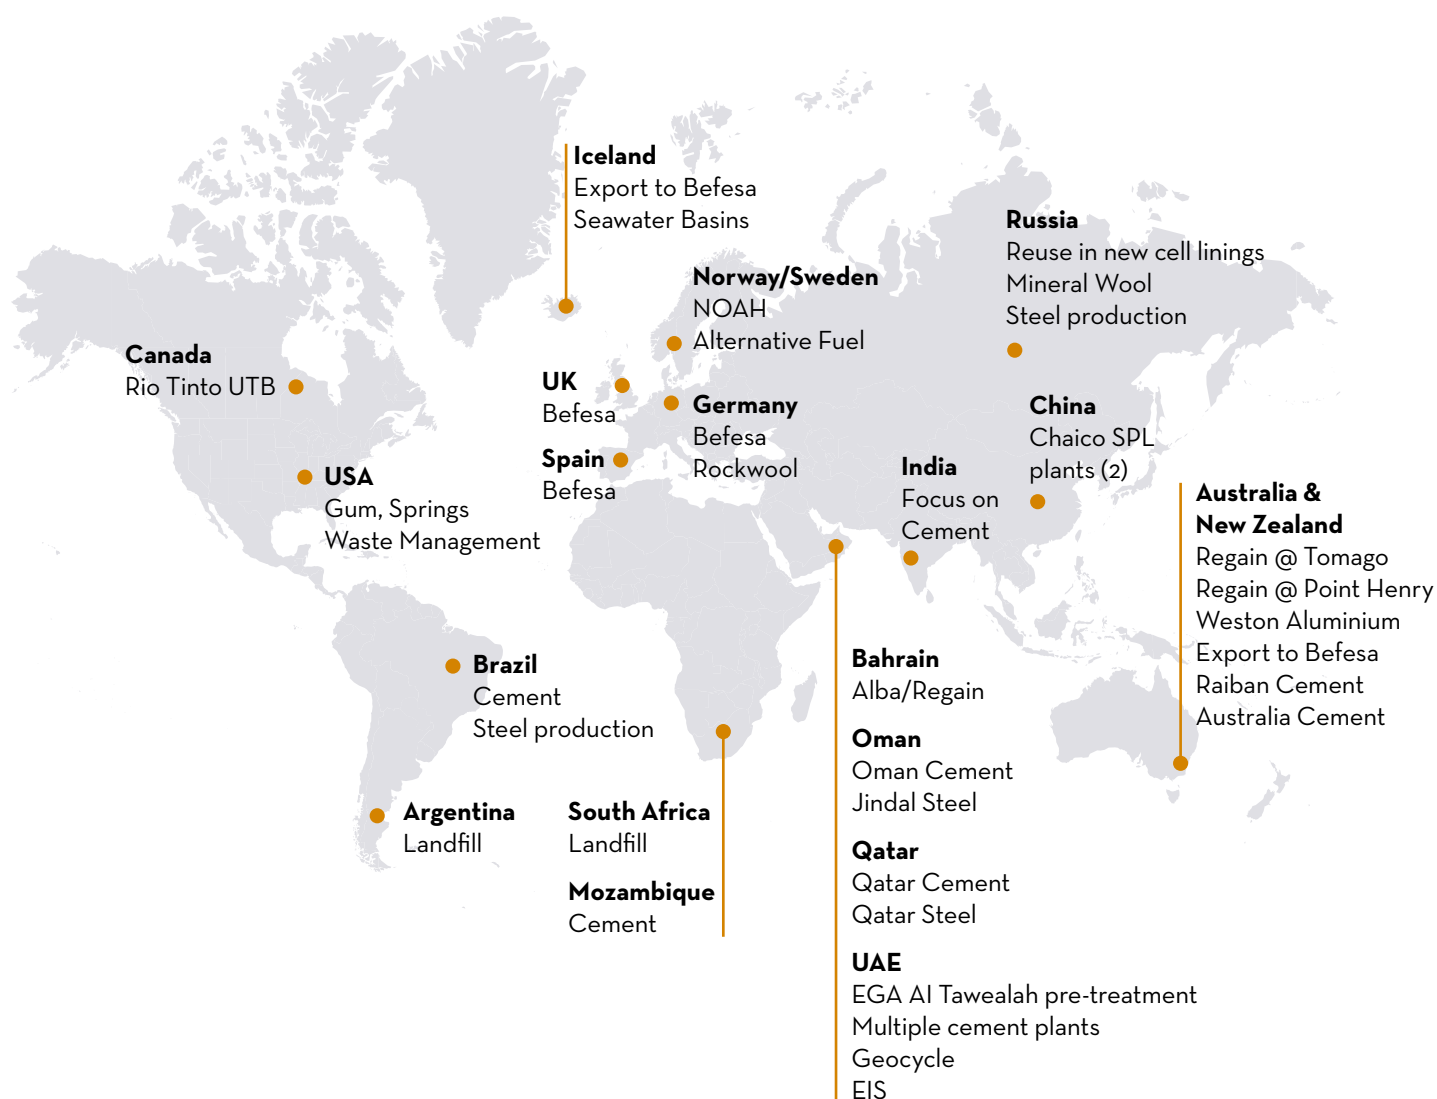 Iceland
Export to Befesa
Seawater Basins
Russia
Reuse in new cell linings
Mineral Wool
Steel production
Norway/Sweden
NOAH
Alternative Fuel
Canada
Rio Tinto UTB
UK
Befesa
Germany
Befesa
Rockwool
China
Chaico SPL
plants (2)
Spain
Befesa
India
Focus on
Cement
USA
Gum, Springs
Waste Management
Australia &
New Zealand
Regain @ Tomago
Regain @ Point Henry
Weston Aluminium
Export to Befesa
Raiban Cement
Australia Cement
Brazil
Cement
Steel production
Bahrain
Alba/Regain
Oman
Oman Cement
Jindal Steel
Argentina
Landfill
South Africa
Landfill
Mozambique
Cement
Qatar
Qatar Cement
Qatar Steel
UAE
EGA AI Tawealah pre-treatment
Multiple cement plants
Geocycle
EIS